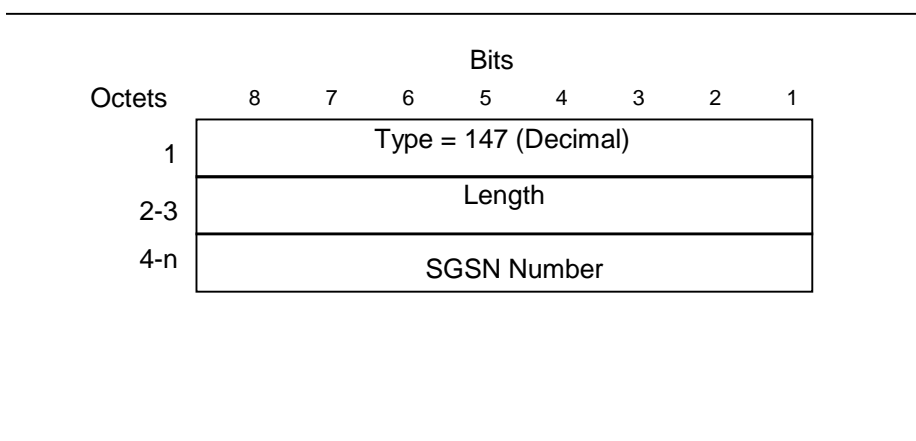 Bits
Octets 8 7 6 5 4 3 2 1
1 Type = 147 (Decimal)
2-3 Length
4-n SGSN Number